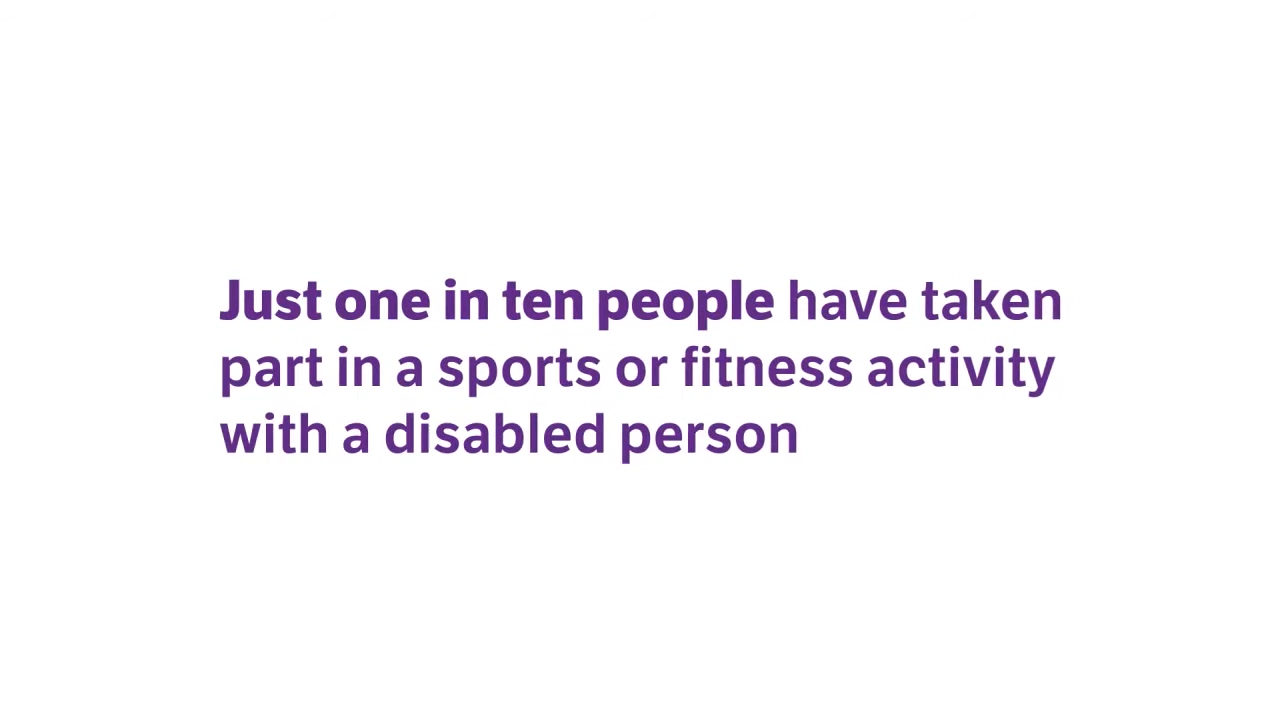 Just one in ten people have taken
part in a sports or fitness activity
with a disabled person